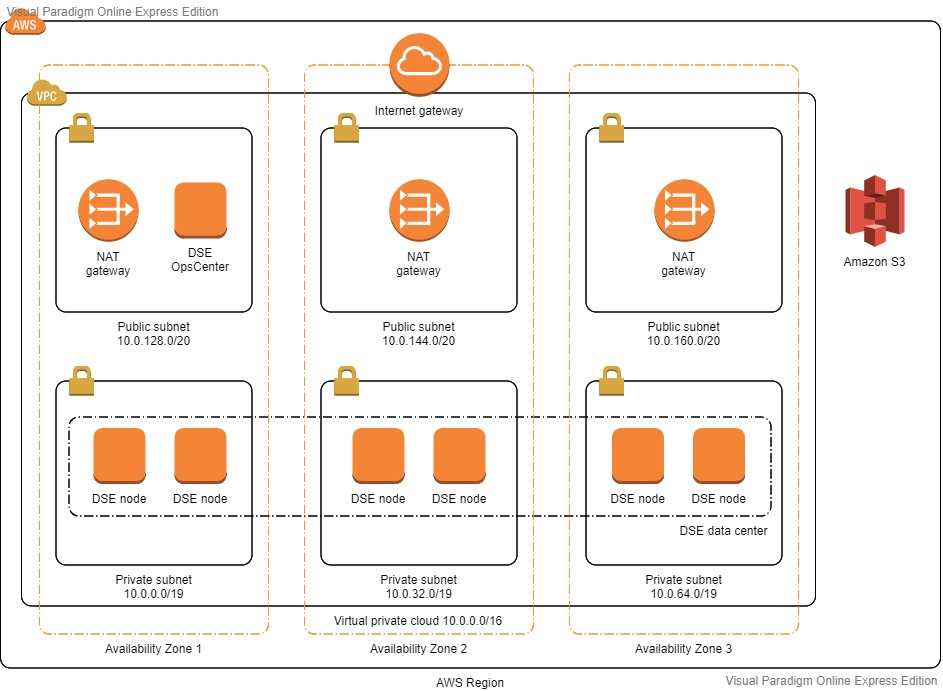 Visual Paradigm Online Express Edition
AWS
VPC
Internet gateway
NAT
gateway
DSE
OpsCenter
NAT
gateway
NAT
gateway
Amazon S3
Public subnet
10.0.128.0/20
Public subnet
10.0.144.0/20
Public subnet
10.0.160.0/20
DSE node
DSE node
DSE node
DSE node
DSE node
DSE node
DSE data center
Private subnet
10.0.0.0/19
Private subnet
10.0.32.0/19
Private subnet
10.0.64.0/19
Virtual private cloud 10.0.0.0/16
Availability Zone 1
Availability Zone 2
Availability Zone 3
AWS Region
Visual Paradigm Online Express Edition